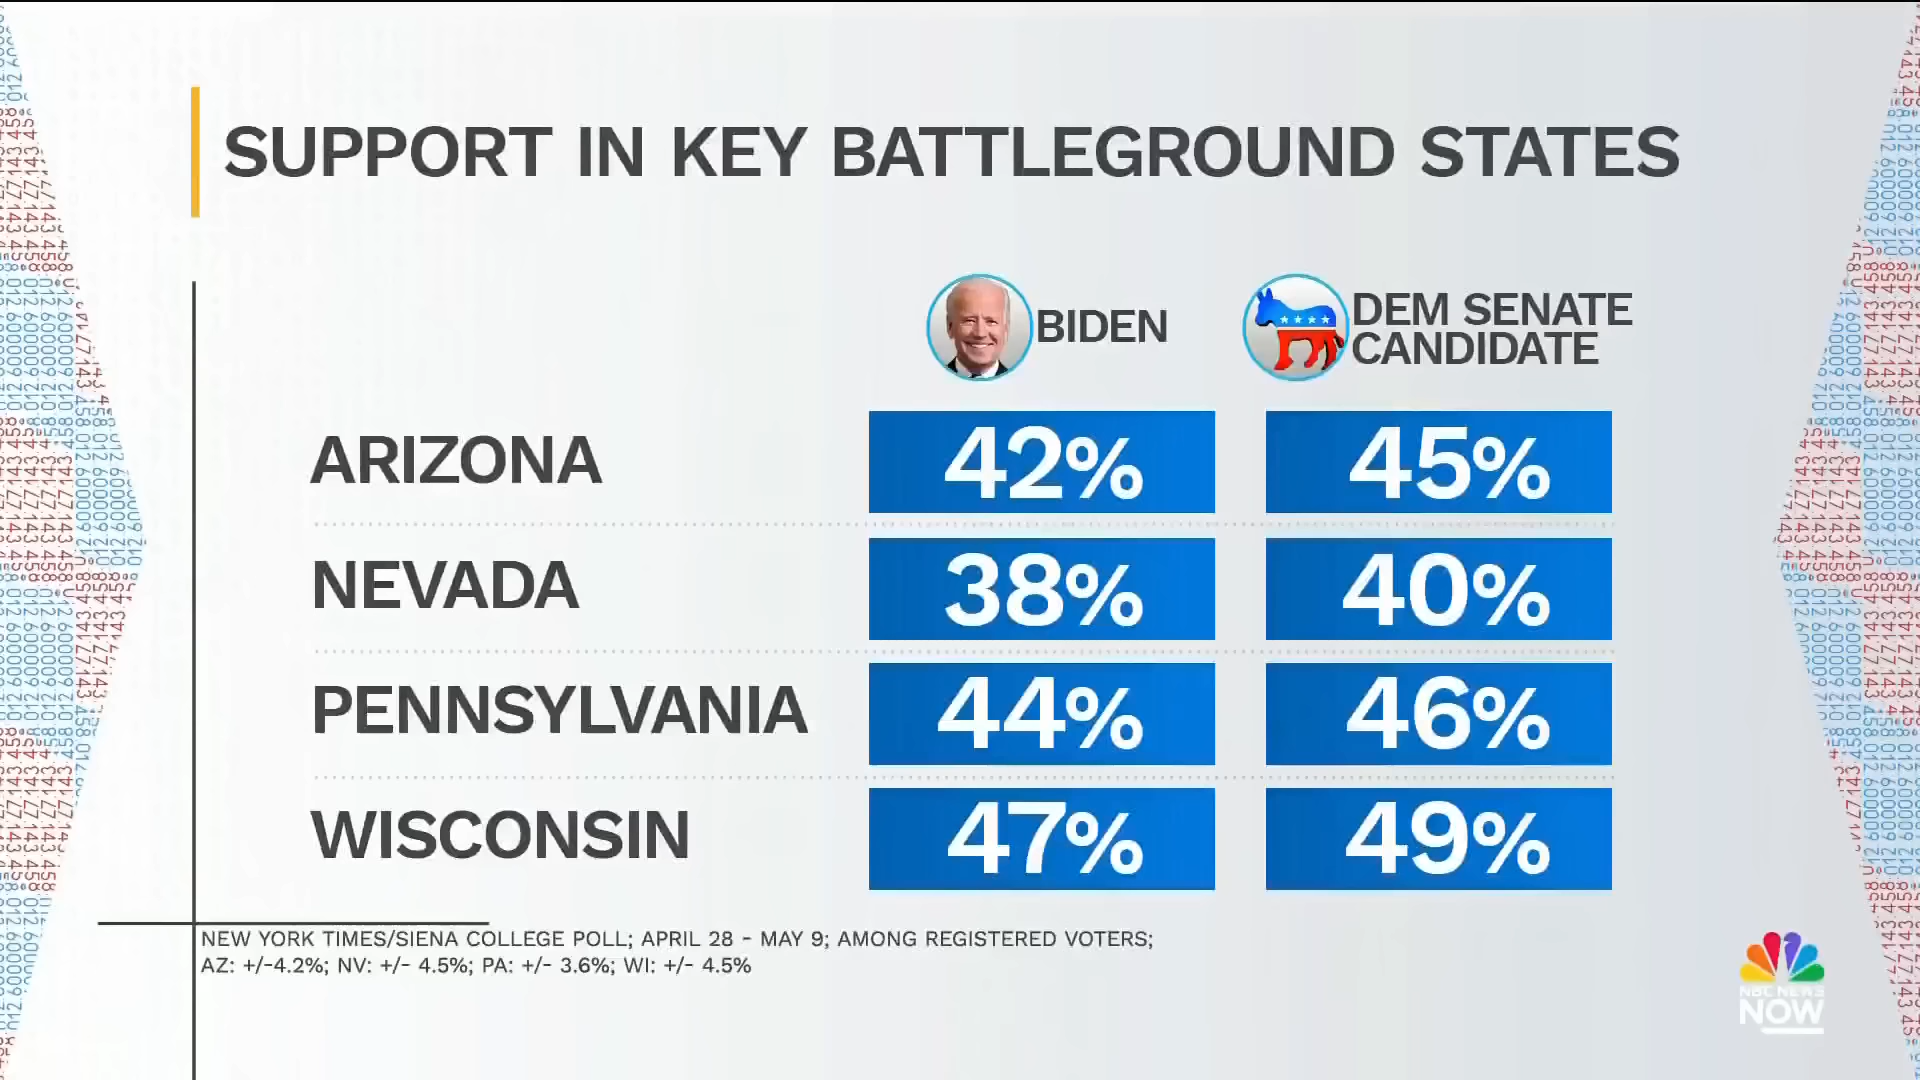 SUPPORT IN KEY BATTLEGROUND STATES
BIDEN
DEM SENATE
CANDIDATE
ARIZONA 42% 45%
NEVADA 38% 40%
PENNSYLVANIA 44% 46%
WISCONSIN 47% 49%
NEW YORK TIMES/SIENA COLLEGE POLL; APRIL 28 - MAY 9; AMONG REGISTERED VOTERS;
AZ: +/-4.2%; NV: +/- 4.5%; PA: +/- 3.6%; WI: +/- 4.5%
NBC NEWS
NOW